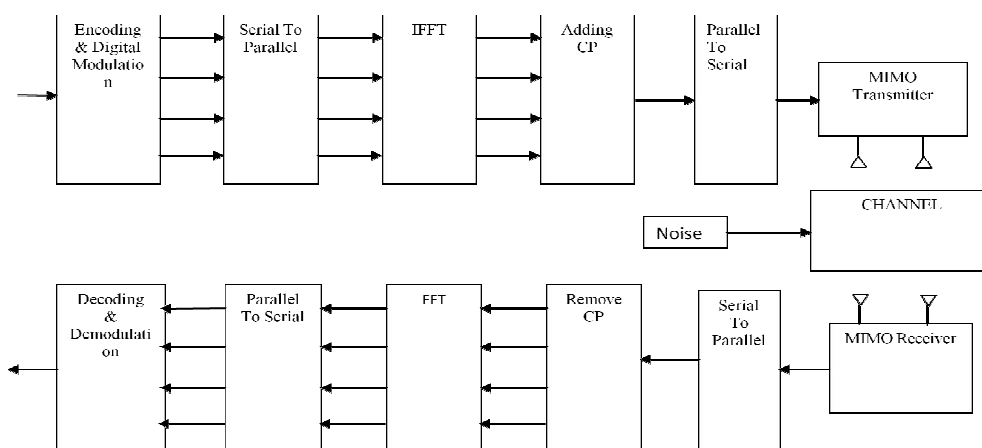 Encoding
& Digital
Modulatio
n
Serial To
Parallel
IFFT
Adding
CP
Parallel
To
Serial
MIMO
Transmitter
CHANNEL
Noise
Decoding
&
Demodulati
on
Parallel
To Serial
FFT
Remove
CP
Serial
To
Parallel
MIMO Receiver